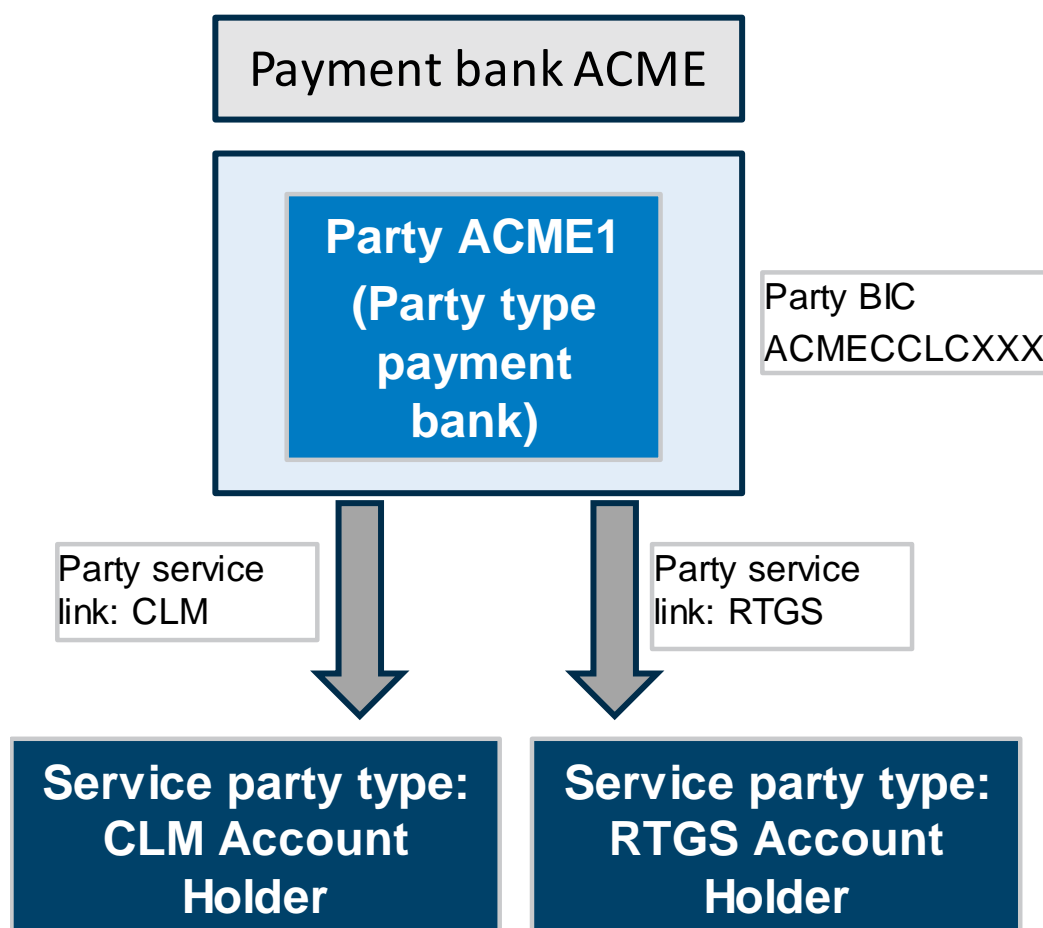 Payment bank ACME
Party ACME1
(Party type
payment
bank)
Party BIC
ACMECCLCXXX
Party service
link: CLM
Party service
link: RTGS
Service party type:
CLM Account
Holder
Service party type:
RTGS Account
Holder